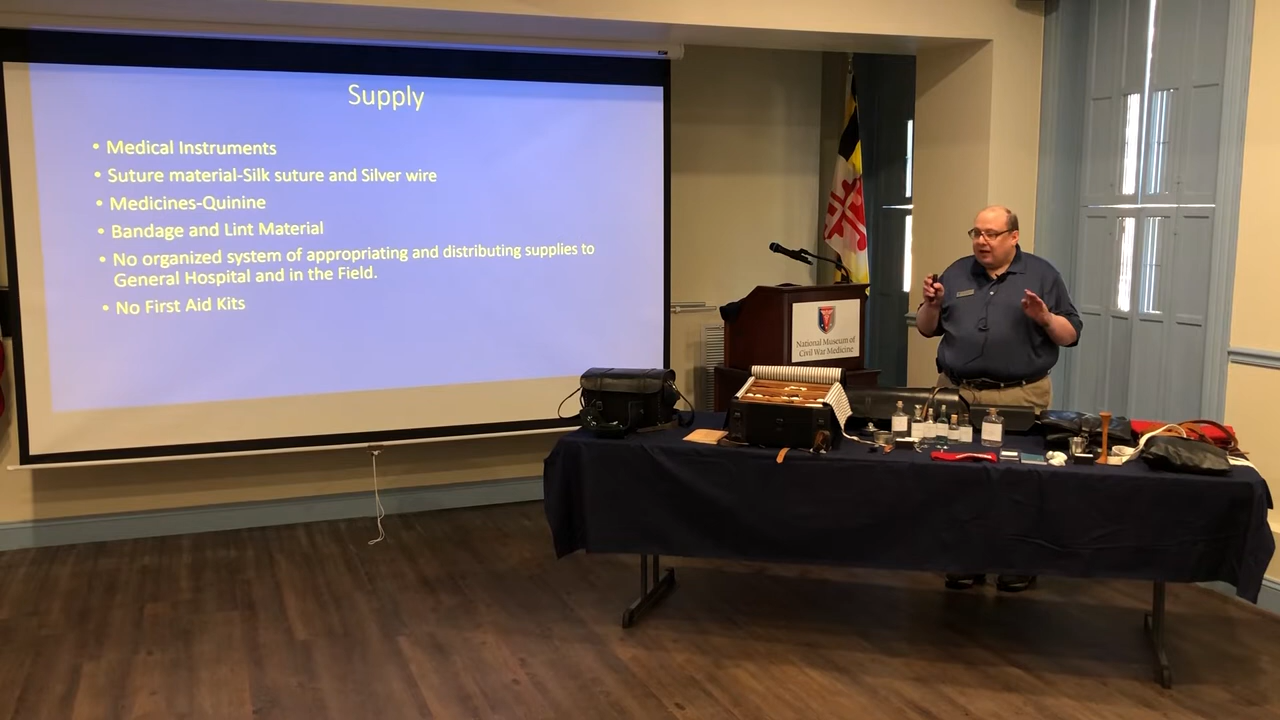 Supply
• Medical Instruments
• Suture material-Silk suture and Silver wire
• Medicines-Quinine
• Bandage and Lint Material
• No organized system of appropriating and distributing supplies to
General Hospital and in the Field.
• No First Aid Kits
National Museum of
Civil War Medicine